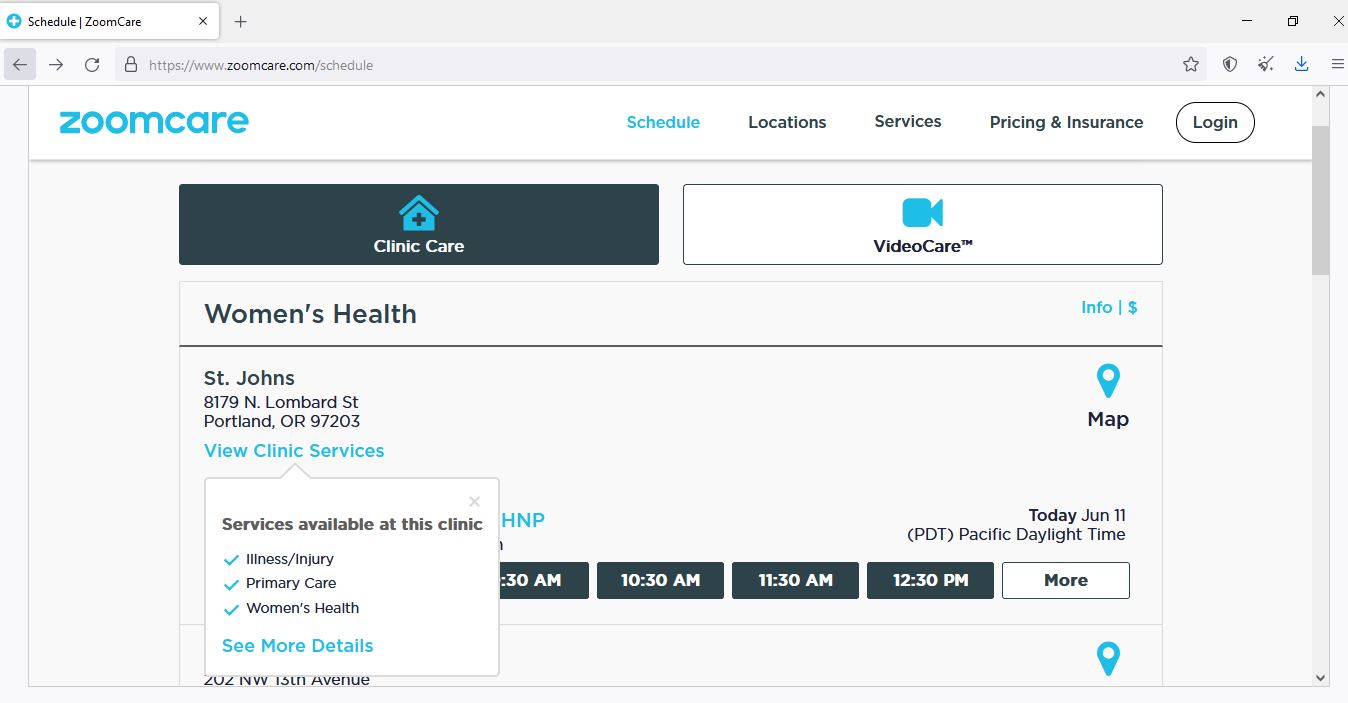 Schedule | ZoomCare
https://www.zoomcare.com/schedule
zoomcare
Schedule
Locations
Services
Pricing & Insurance
Login
Clinic Care
VideoCare™
Women's Health
Info | $
St. Johns
8179 N. Lombard St
Portland, OR 97203
Map
View Clinic Services
Services available at this clinic
Illness/Injury
Primary Care
Women's Health
See More Details
HNP
Today Jun 11
(PDT) Pacific Daylight Time
:30 AM
10:30 AM
11:30 AM
12:30 PM
More
202 NW 13th Avenue